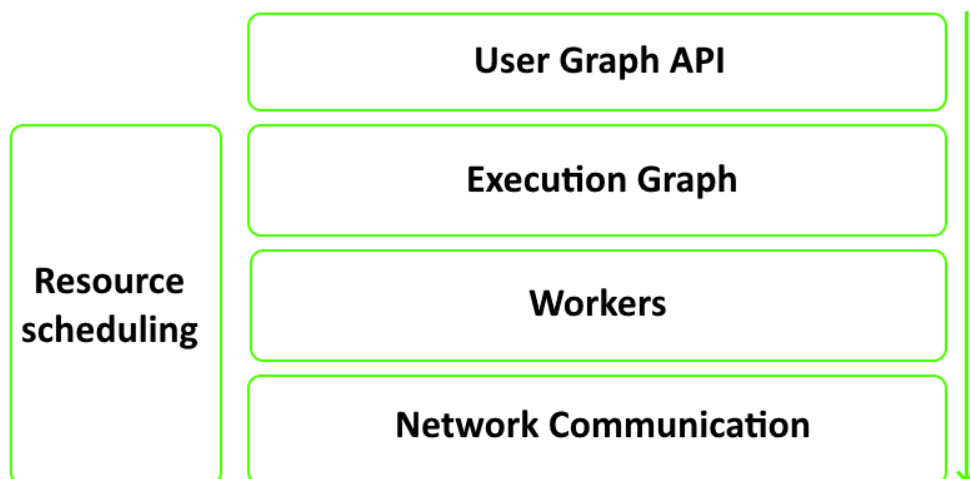 User Graph API
Execution Graph
Resource
scheduling
Workers
Network Communication